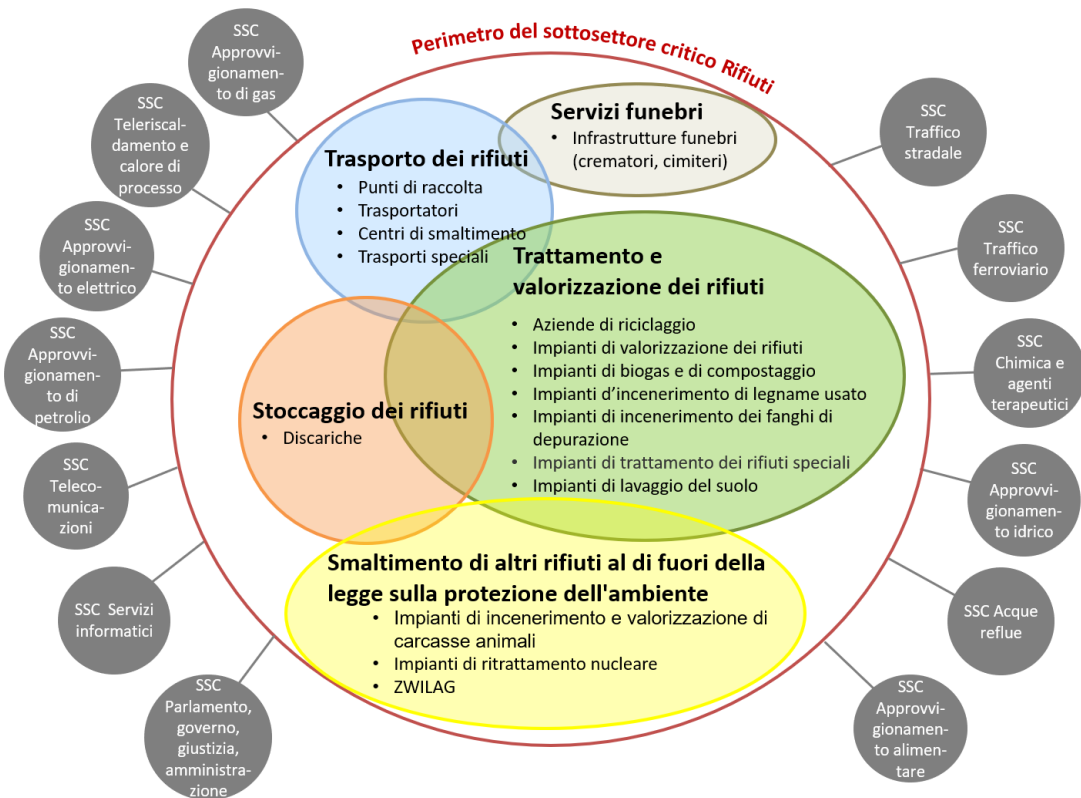 Perimetro del sottosettore critico Rifiuti
SSC
Approvvi-
gionamen-
to di gas
SSC
Teleriscal-
damento e
calore di
processo
SSC
Approvvi-
gionamen-
to elettrico
SSC
Approvvi-
gionamen-
to di
petrolio
SSC
Teleco-
munica-
zioni
SSC Servizi
informatici
SSC
Parlamento,
governo,
giustizia,
amministra-
zione
Servizi funebri
• Infrastrutture funebri
(crematori, cimiteri)
Trasporto dei rifiuti
• Punti di raccolta
• Trasportatori
• Centri di smaltimento
• Trasporti speciali
Trattamento e
valorizzazione dei rifiuti
• Aziende di riciclaggio
• Impianti di valorizzazione dei rifiuti
• Impianti di biogas e di compostaggio
• Impianti d’incenerimento di legname usato
• Impianti di incenerimento dei fanghi di
depurazione
• Impianti di trattamento dei rifiuti speciali
• Impianti di lavaggio del suolo
Stoccaggio dei rifiuti
• Discariche
Smaltimento di altri rifiuti al di fuori della
legge sulla protezione dell'ambiente
• Impianti di incenerimento e valorizzazione di
carcasse animali
• Impianti di ritrattamento nucleare
• ZWILAG
SSC
Traffico
stradale
SSC
Traffico
ferroviario
SSC
Chimica e
agenti
terapeutici
SSC
Approvvi-
gionamen-
to idrico
SSC Acque
reflue
SSC
Approvvi-
gionamen-
to alimen-
tare